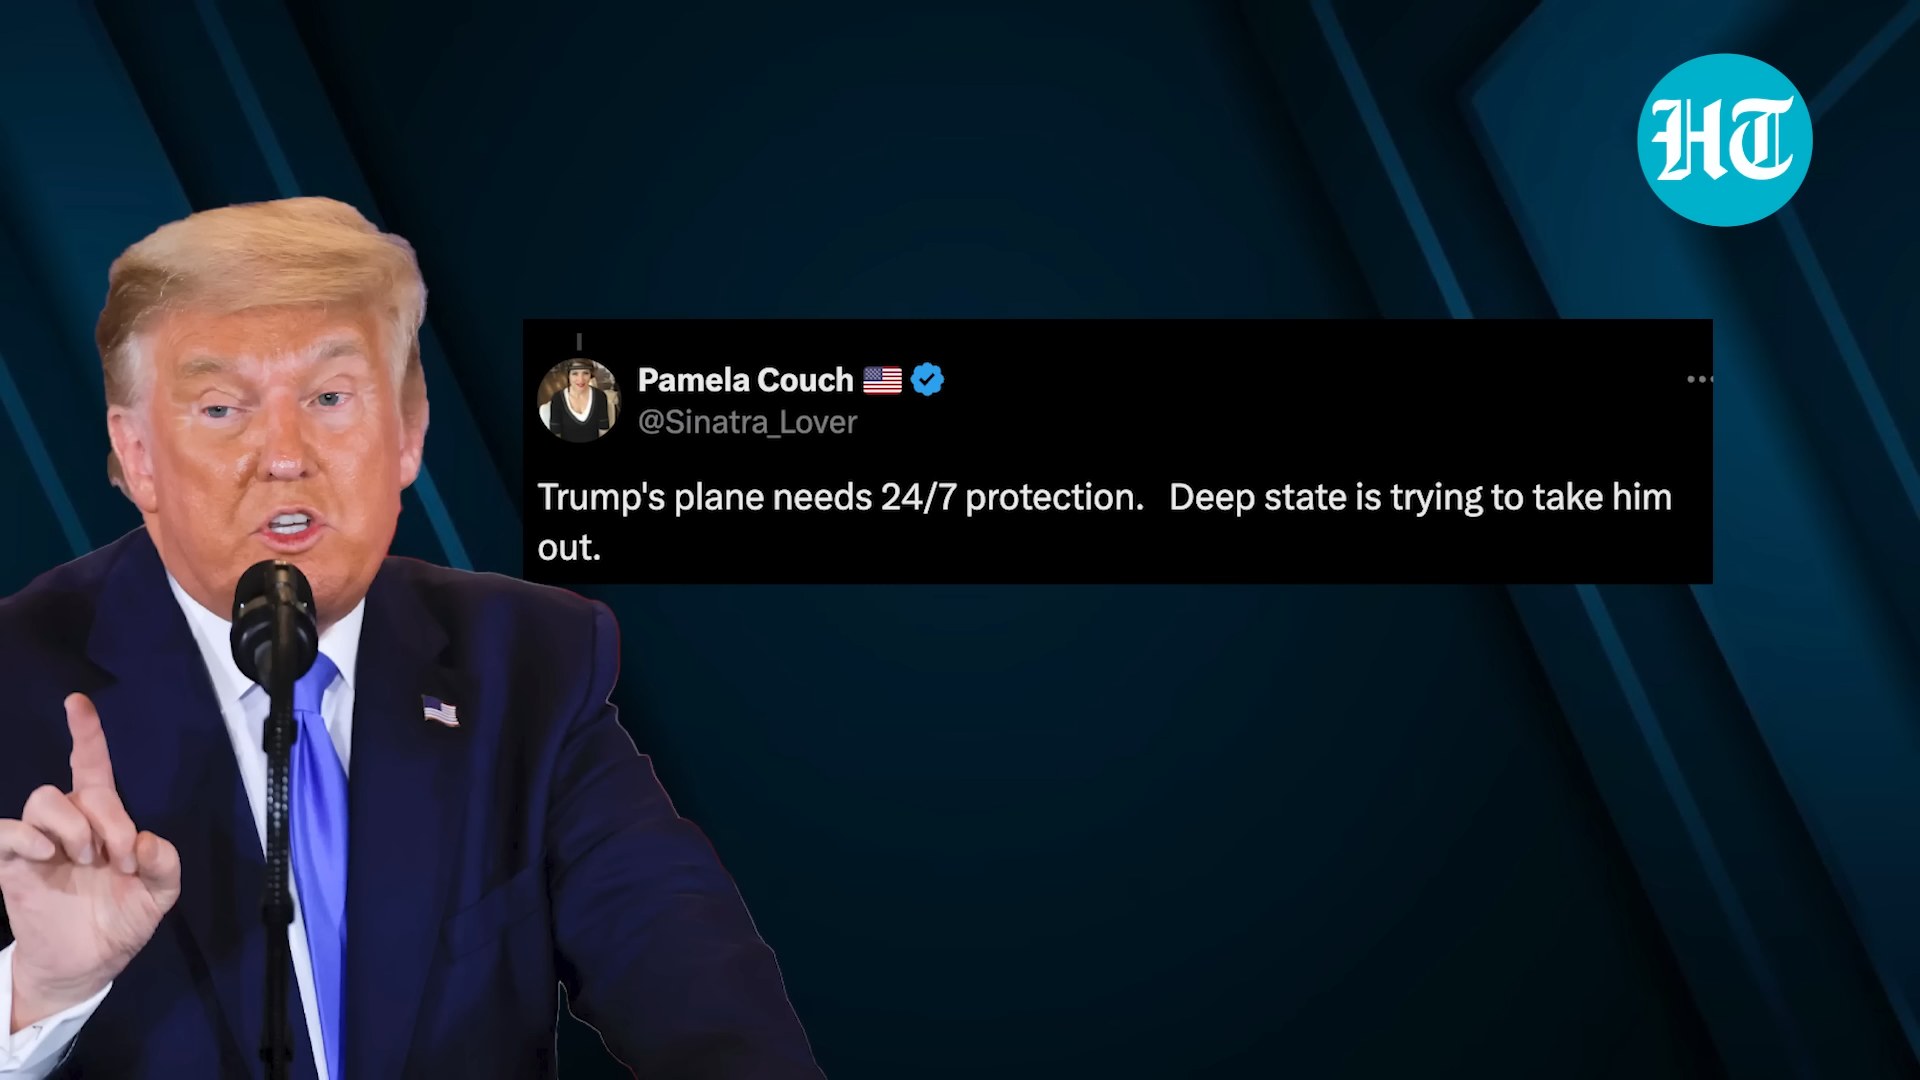 HT
Pamela Couch
@Sinatra_Lover
Trump's plane needs 24/7 protection. Deep state is trying to take him
out.